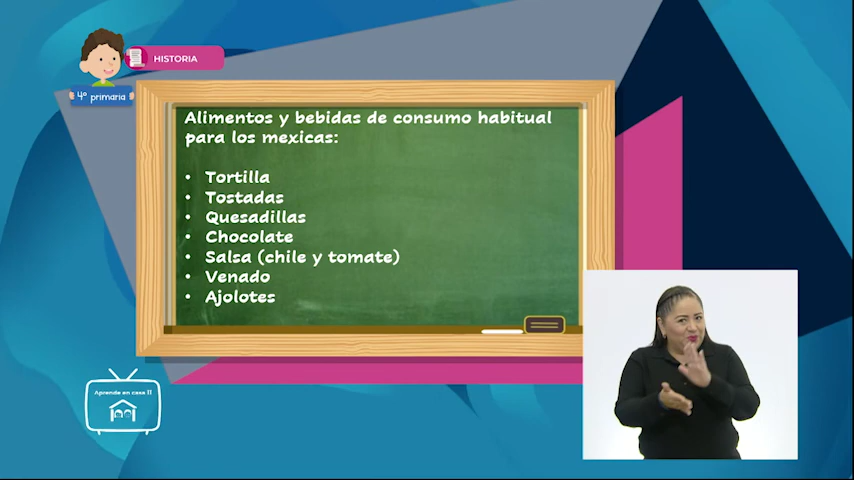 HISTORIA
4° primaria
Alimentos y bebidas de consumo habitual
para los mexicas:
• Tortilla
• Tostadas
• Quesadillas
• Chocolate
• Salsa (chile y tomate)
• Venado
• Ajolotes
Aprende en casa II